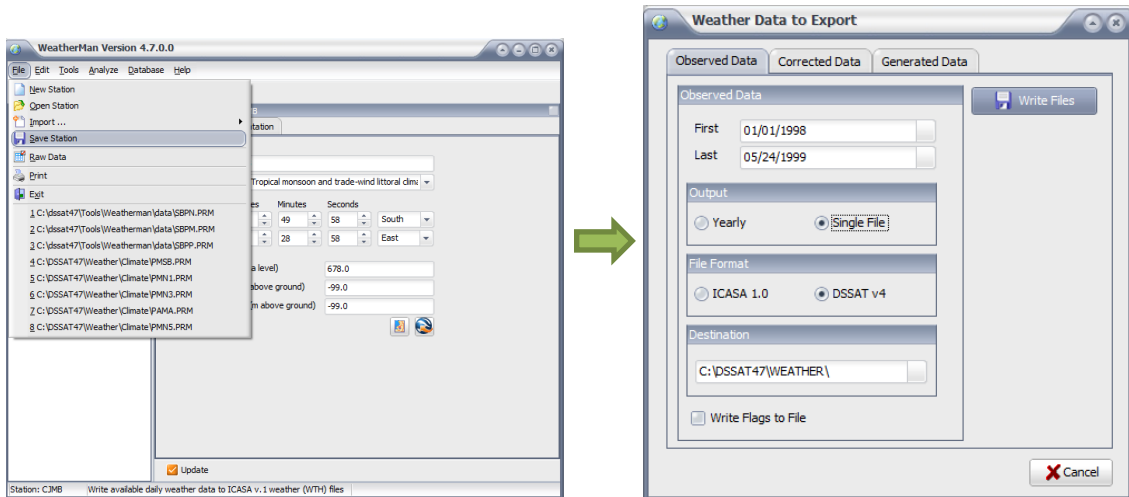 WeatherMan Version 4.7.0.0
File Edit Tools Analyze Database Help
New Station
Open Station
Import ...
Save Station
Raw Data
Print
Exit
1 C:\dssat47\Tools\Weatherman\data\SBPN.PRM
2 C:\dssat47\Tools\Weatherman\data\SBPM.PRM
3 C:\dssat47\Tools\Weatherman\data\SBPP.PRM
4 C:\DSSAT47\Weather\Climate\PMSB.PRM
5 C:\DSSAT47\Weather\Climate\PMN1.PRM
6 C:\DSSAT47\Weather\Climate\PMN3.PRM
7 C:\DSSAT47\Weather\Climate\PAMA.PRM
8 C:\DSSAT47\Weather\Climate\PMN5.PRM
tation
Tropical monsoon and trade-wind littoral clima
es Minutes Seconds
49 58 South
28 58 East
a level) 678.0
above ground) -99.0
m above ground) -99.0
Update
Station: CJMB Write available daily weather data to ICASA v.1 weather (WTH) files
Weather Data to Export
Observed Data Corrected Data Generated Data
Observed Data
Write Files
First 01/01/1998
Last 05/24/1999
Output
Yearly Single File
File Format
ICASA 1.0 DSSAT v4
Destination
C:\DSSAT47\WEATHER\
Write Flags to File
Cancel